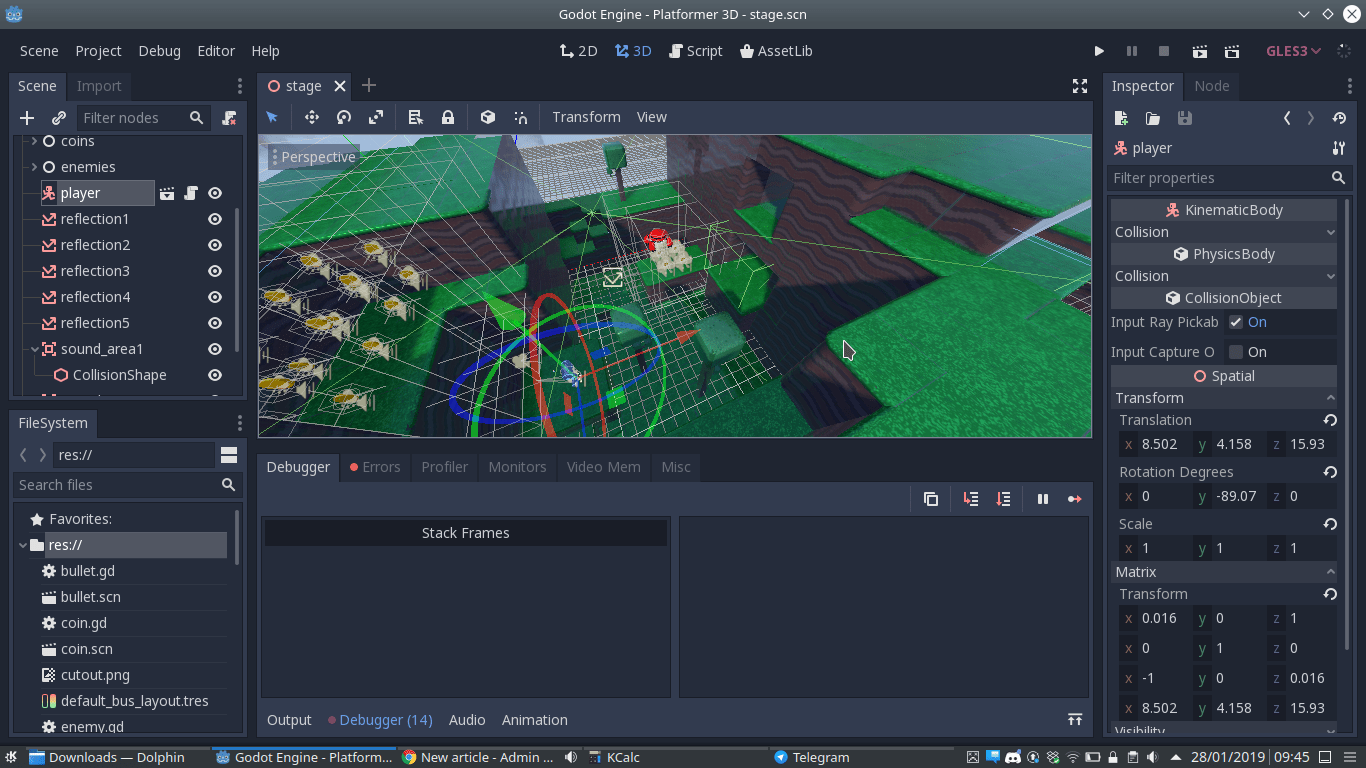 Godot Engine - Platformer 3D - stage.scn
Scene Project Debug Editor Help 2D 3D Script AssetLib GLES3
Scene Import
Filter nodes
coins
enemies
player
reflection1
reflection2
reflection3
reflection4
reflection5
sound_area1
CollisionShape
FileSystem
res://
Search files
Favorites:
res://
bullet.gd
bullet.scn
coin.gd
coin.scn
cutout.png
default_bus_layout.tres
enemy.gd
stage
Transform View
Perspective
Debugger Errors Profiler Monitors Video Mem Misc
Stack Frames
Output Debugger (14) Audio Animation
Inspector Node
player
Filter properties
KinematicBody
Collision
PhysicsBody
Collision
CollisionObject
Input Ray Pickab On
Input Capture O On
Spatial
Transform
Translation
x 8.502 y 4.158 z 15.93
Rotation Degrees
x 0 y -89.07 z 0
Scale
x 1 y 1 z 1
Matrix
Transform
x 0.016 y 0 z 1
x 0 y 1 z 0
x -1 y 0 z 0.016
x 8.502 y 4.158 z 15.93
Visibility
Downloads — Dolphin Godot Engine - Platform... New article - Admin ... KCalc Telegram 28/01/2019 09:45